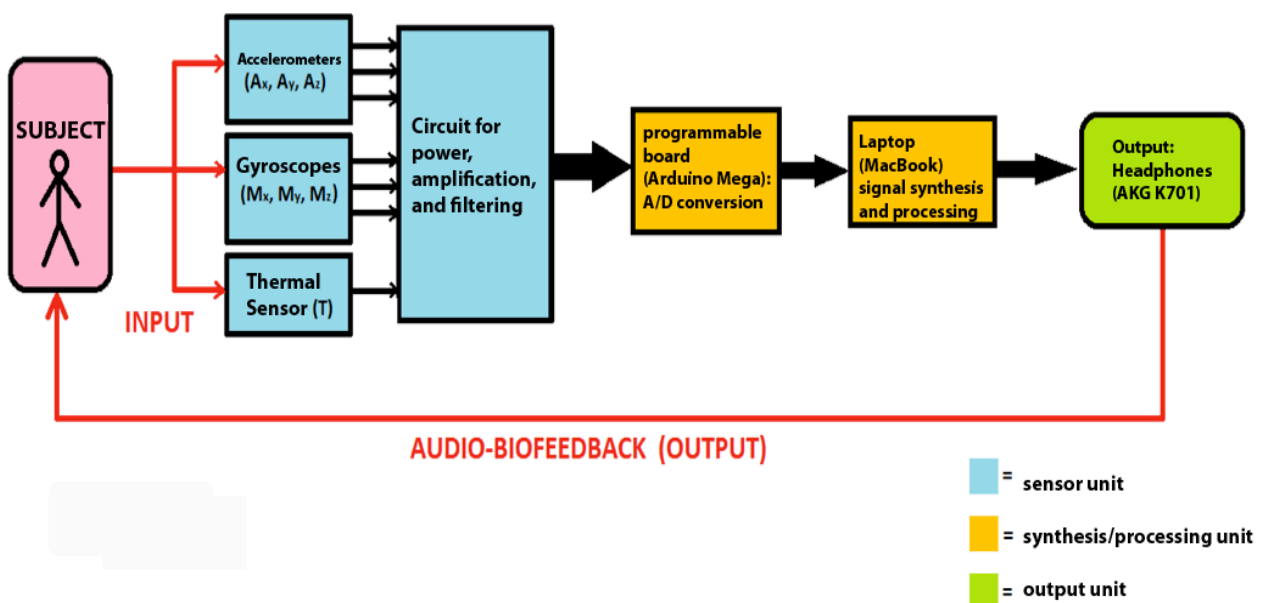 SUBJECT
Accelerometers
(Ax, Ay, Az)
Gyroscopes
(Mx, My, Mz)
Thermal
Sensor (T)
INPUT
Circuit for
power,
amplification,
and filtering
programmable
board
(Arduino Mega):
A/D conversion
Laptop
(MacBook)
signal synthesis
and processing
Output:
Headphones
(AKG K701)
AUDIO-BIOFEEDBACK (OUTPUT)
= sensor unit
= synthesis/processing unit
= output unit